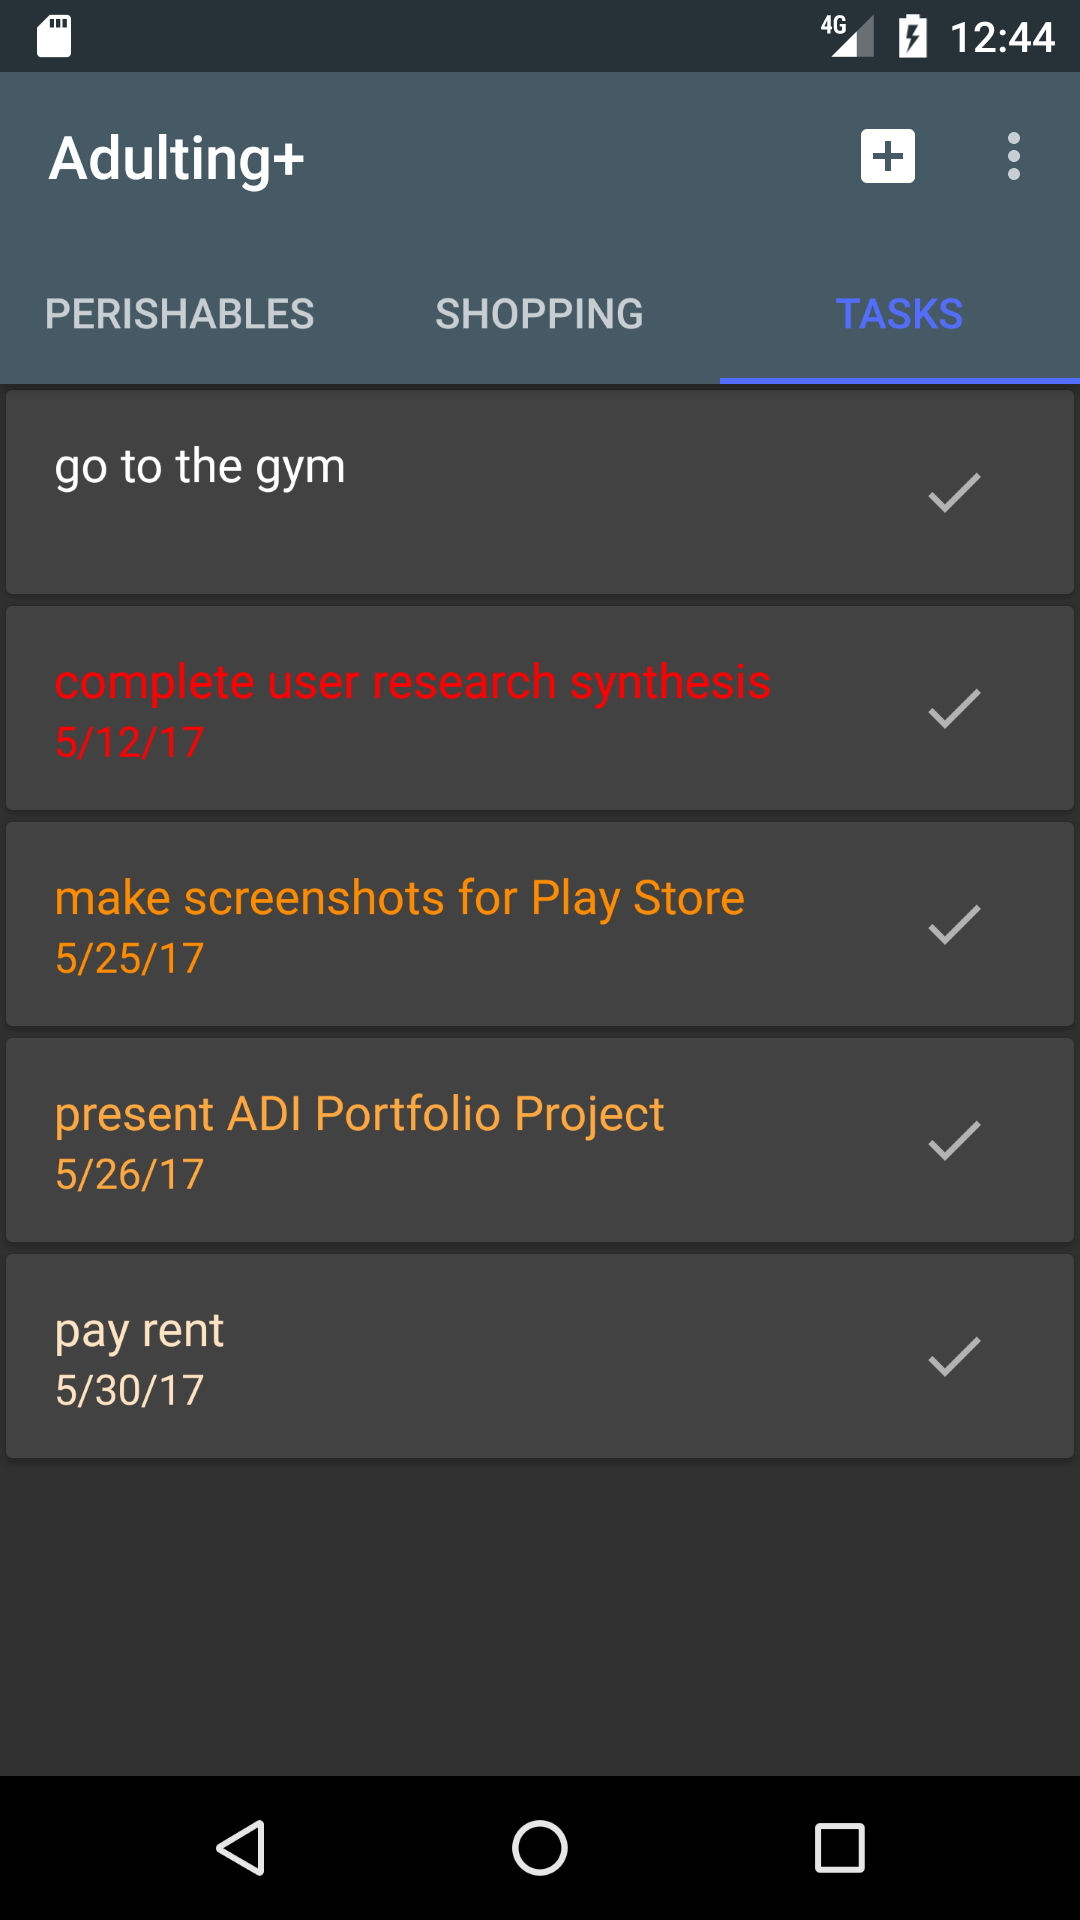 4G 12:44
Adulting+
PERISHABLES SHOPPING TASKS
go to the gym
complete user research synthesis
5/12/17
make screenshots for Play Store
5/25/17
present ADI Portfolio Project
5/26/17
pay rent
5/30/17